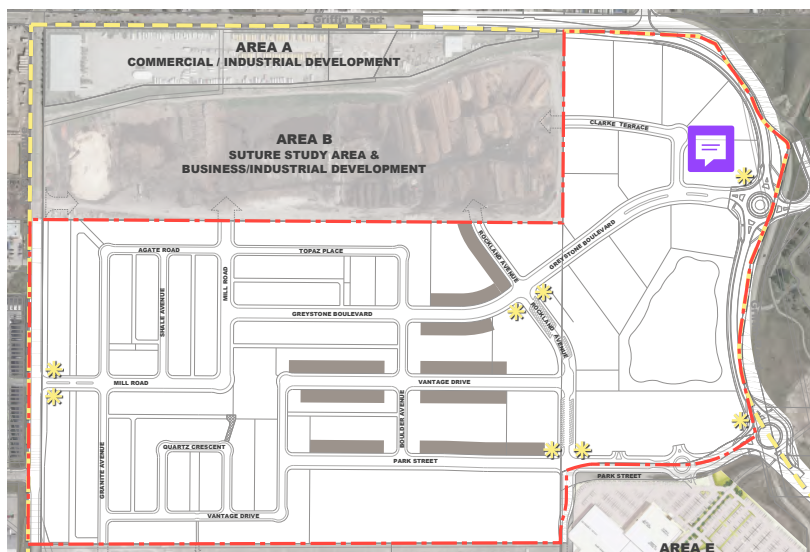 Griffin Road
AREA A
COMMERCIAL / INDUSTRIAL DEVELOPMENT
AREA B
SUTURE STUDY AREA &
BUSINESS/INDUSTRIAL DEVELOPMENT
CLARKE TERRACE
ROCKLAND AVENUE
GREYSTONE BOULEVARD
AGATE ROAD
TOPAZ PLACE
SHALE AVENUE
MILL ROAD
GREYSTONE BOULEVARD
ROCKLAND AVENUE
MILL ROAD
VANTAGE DRIVE
BOULDER AVENUE
GRANITE AVENUE
QUARTZ CRESCENT
PARK STREET
PARK STREET
VANTAGE DRIVE
AREA E